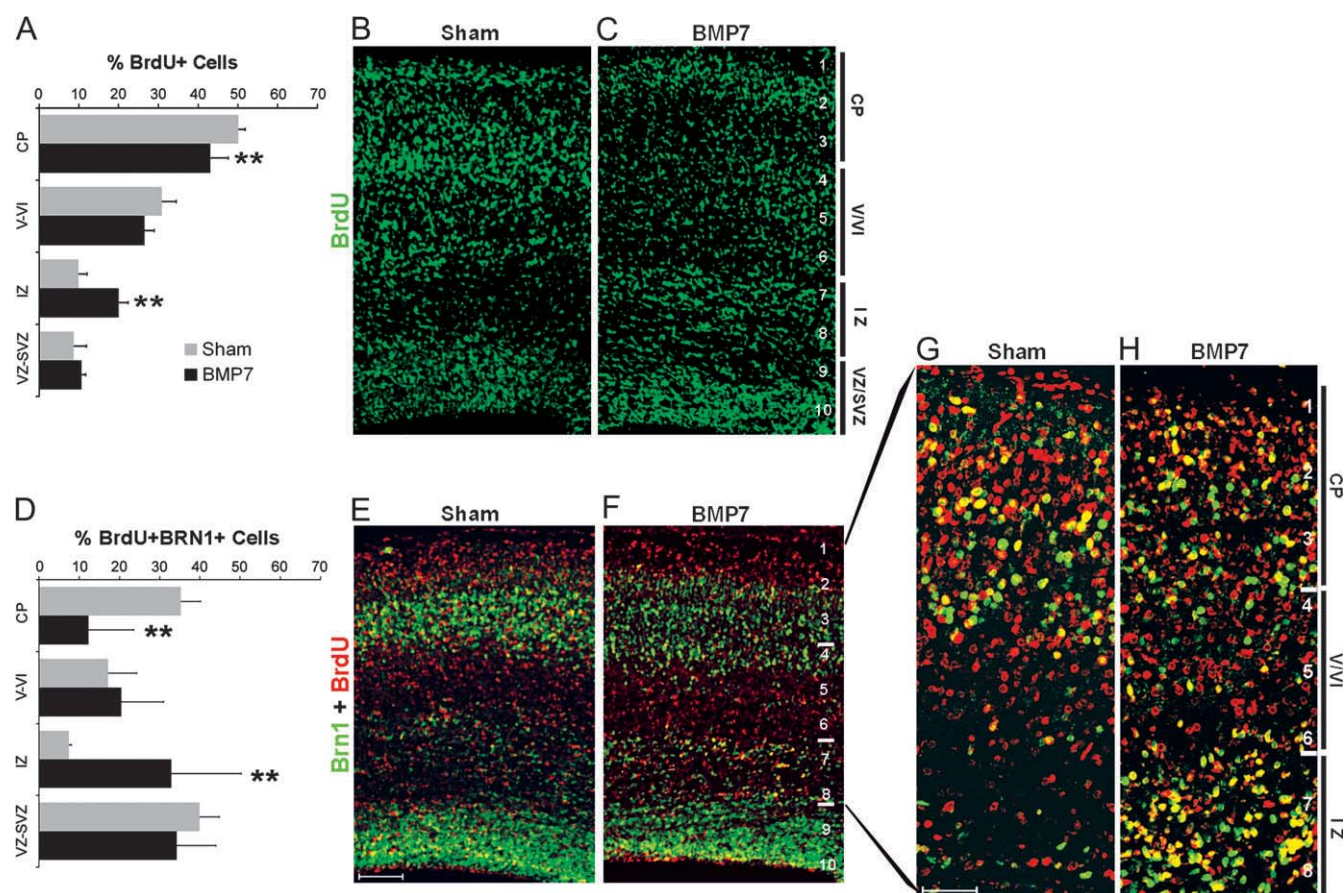 A
% BrdU+ Cells
0 10 20 30 40 50 60 70
CP
**
V-VI
IZ
**
VZ-SVZ
Sham
BMP7
B
Sham
C
BMP7
BrdU
1
2
3
4
5
6
7
8
9
10
CP
V/VI
IZ
VZ/SVZ
D
% BrdU+BRN1+ Cells
0 10 20 30 40 50 60 70
CP
**
V-VI
IZ
**
VZ-SVZ
E
Sham
F
BMP7
Brn1 + BrdU
1
2
3
4
5
6
7
8
9
10
G
Sham
H
BMP7
1
2
3
4
5
6
7
8
CP
V/VI
IZ